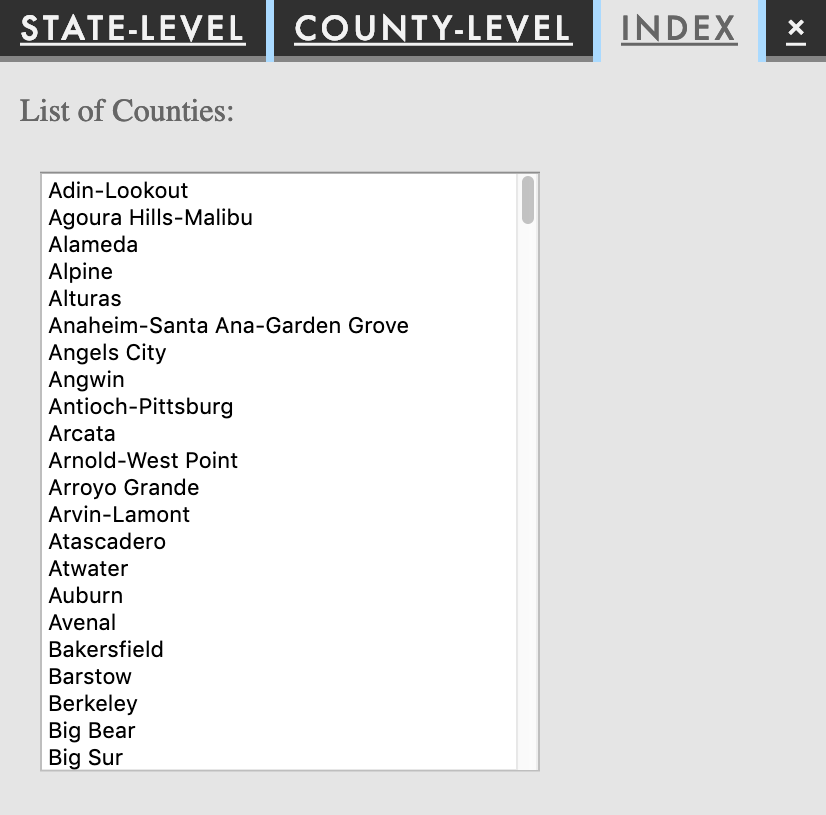 STATE-LEVEL COUNTY-LEVEL INDEX ×
List of Counties:
Adin-Lookout
Agoura Hills-Malibu
Alameda
Alpine
Alturas
Anaheim-Santa Ana-Garden Grove
Angels City
Angwin
Antioch-Pittsburg
Arcata
Arnold-West Point
Arroyo Grande
Arvin-Lamont
Atascadero
Atwater
Auburn
Avenal
Bakersfield
Barstow
Berkeley
Big Bear
Big Sur